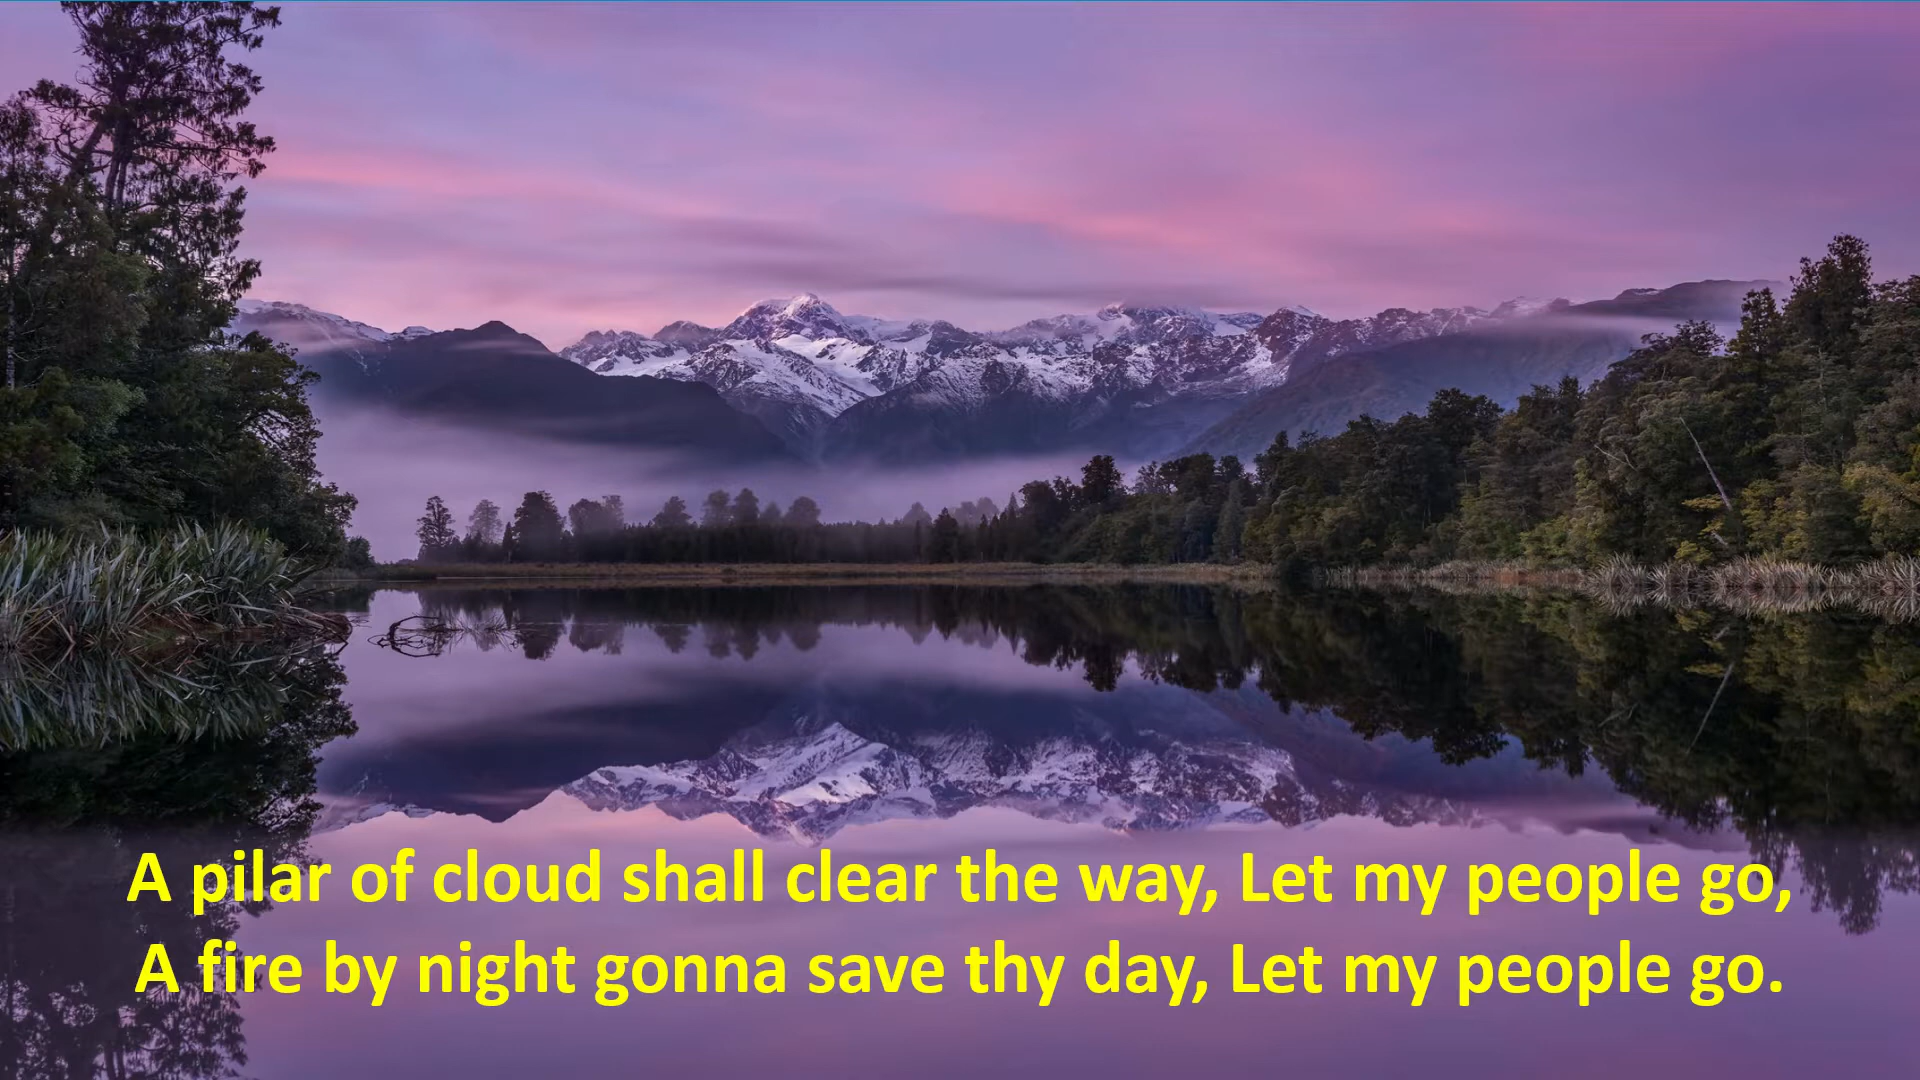 A pilar of cloud shall clear the way, Let my people go,
A fire by night gonna save thy day, Let my people go.